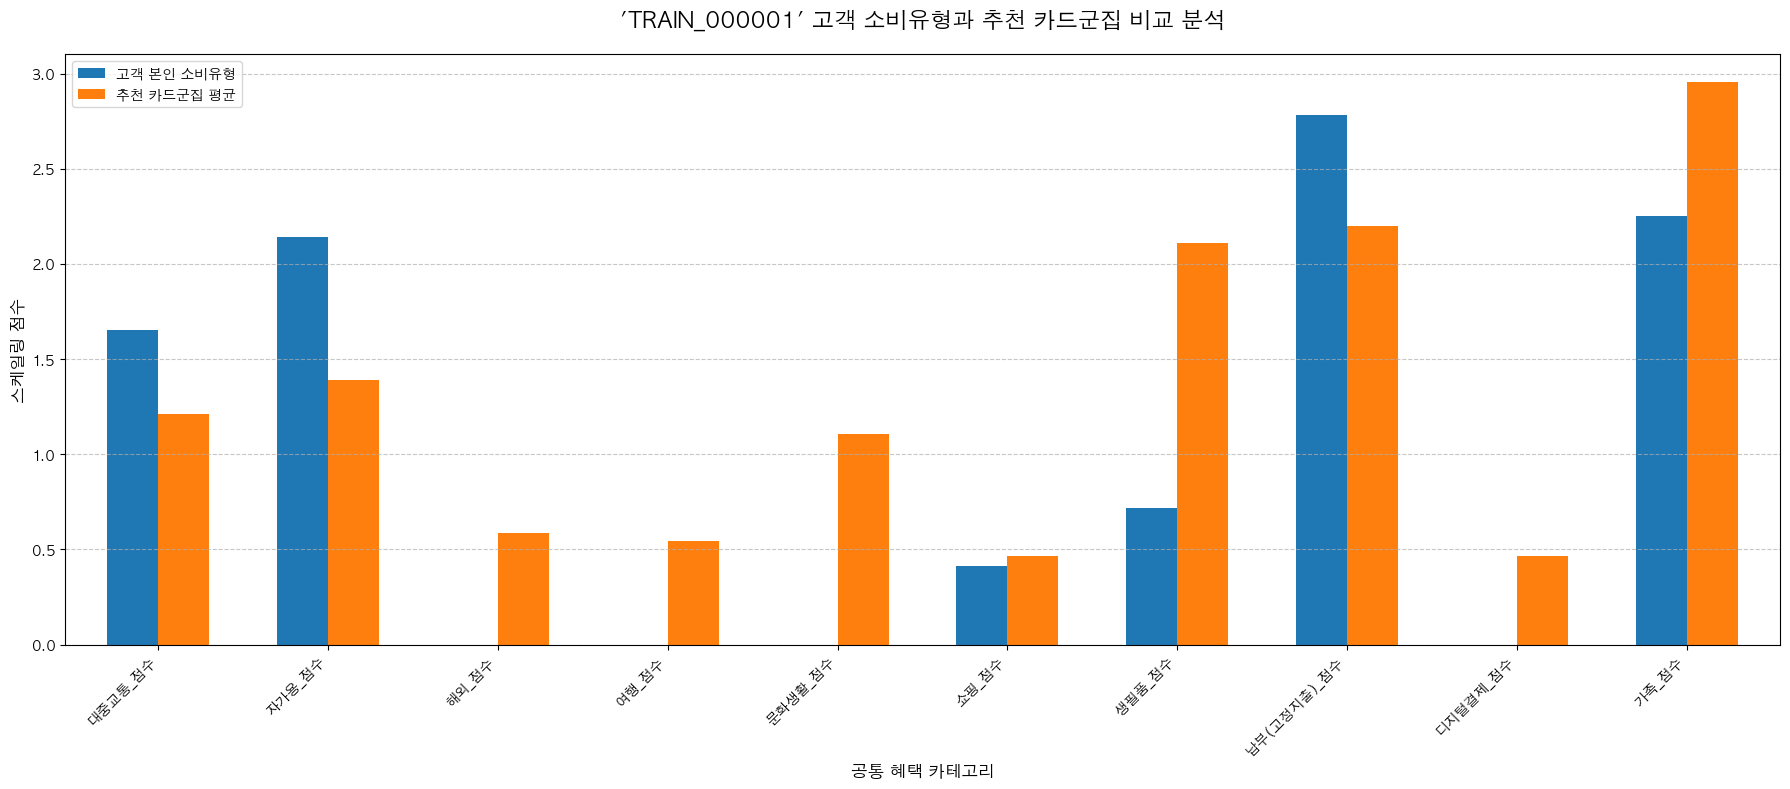 'TRAIN_000001' 고객 소비유형과 추천 카드군집 비교 분석
고객 본인 소비유형
추천 카드군집 평균
스케일링 점수
3.0
2.5
2.0
1.5
1.0
0.5
0.0
대중교통_점수
자가용_점수
해외_점수
여행_점수
문화생활_점수
쇼핑_점수
생필품_점수
납부(고정지출)_점수
디지털결제_점수
가족_점수
공통 혜택 카테고리